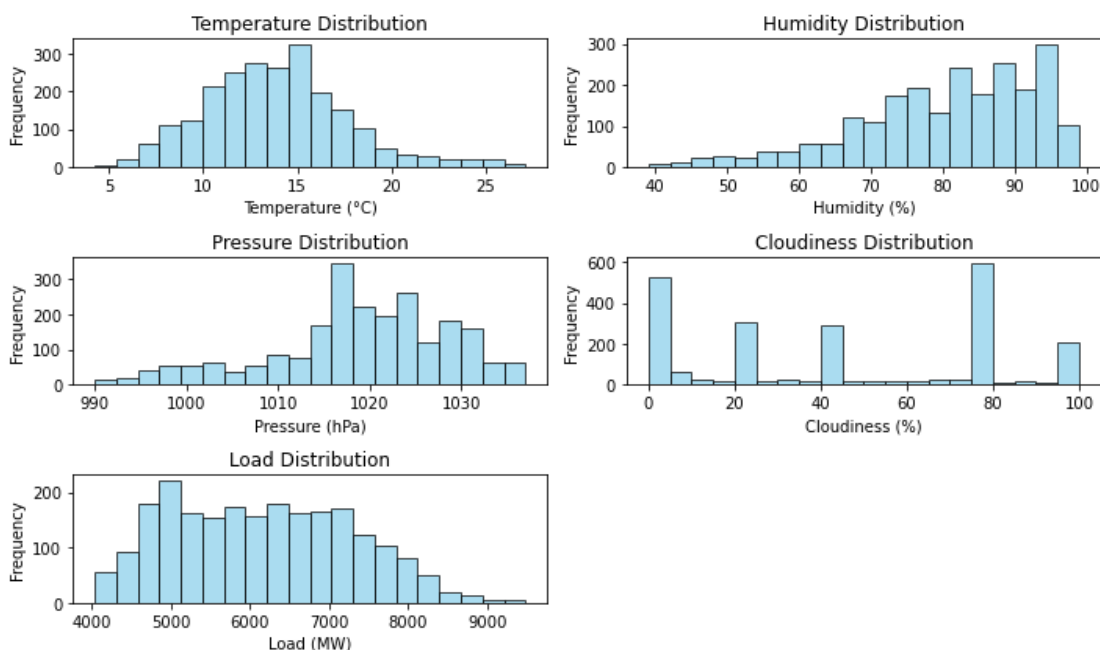 Temperature Distribution
Frequency
300
200
100
0
5 10 15 20 25
Temperature (°C)
Humidity Distribution
Frequency
300
200
100
0
40 50 60 70 80 90 100
Humidity (%)
Pressure Distribution
Frequency
300
200
100
0
990 1000 1010 1020 1030
Pressure (hPa)
Cloudiness Distribution
Frequency
600
400
200
0
0 20 40 60 80 100
Cloudiness (%)
Load Distribution
Frequency
200
100
0
4000 5000 6000 7000 8000 9000
Load (MW)